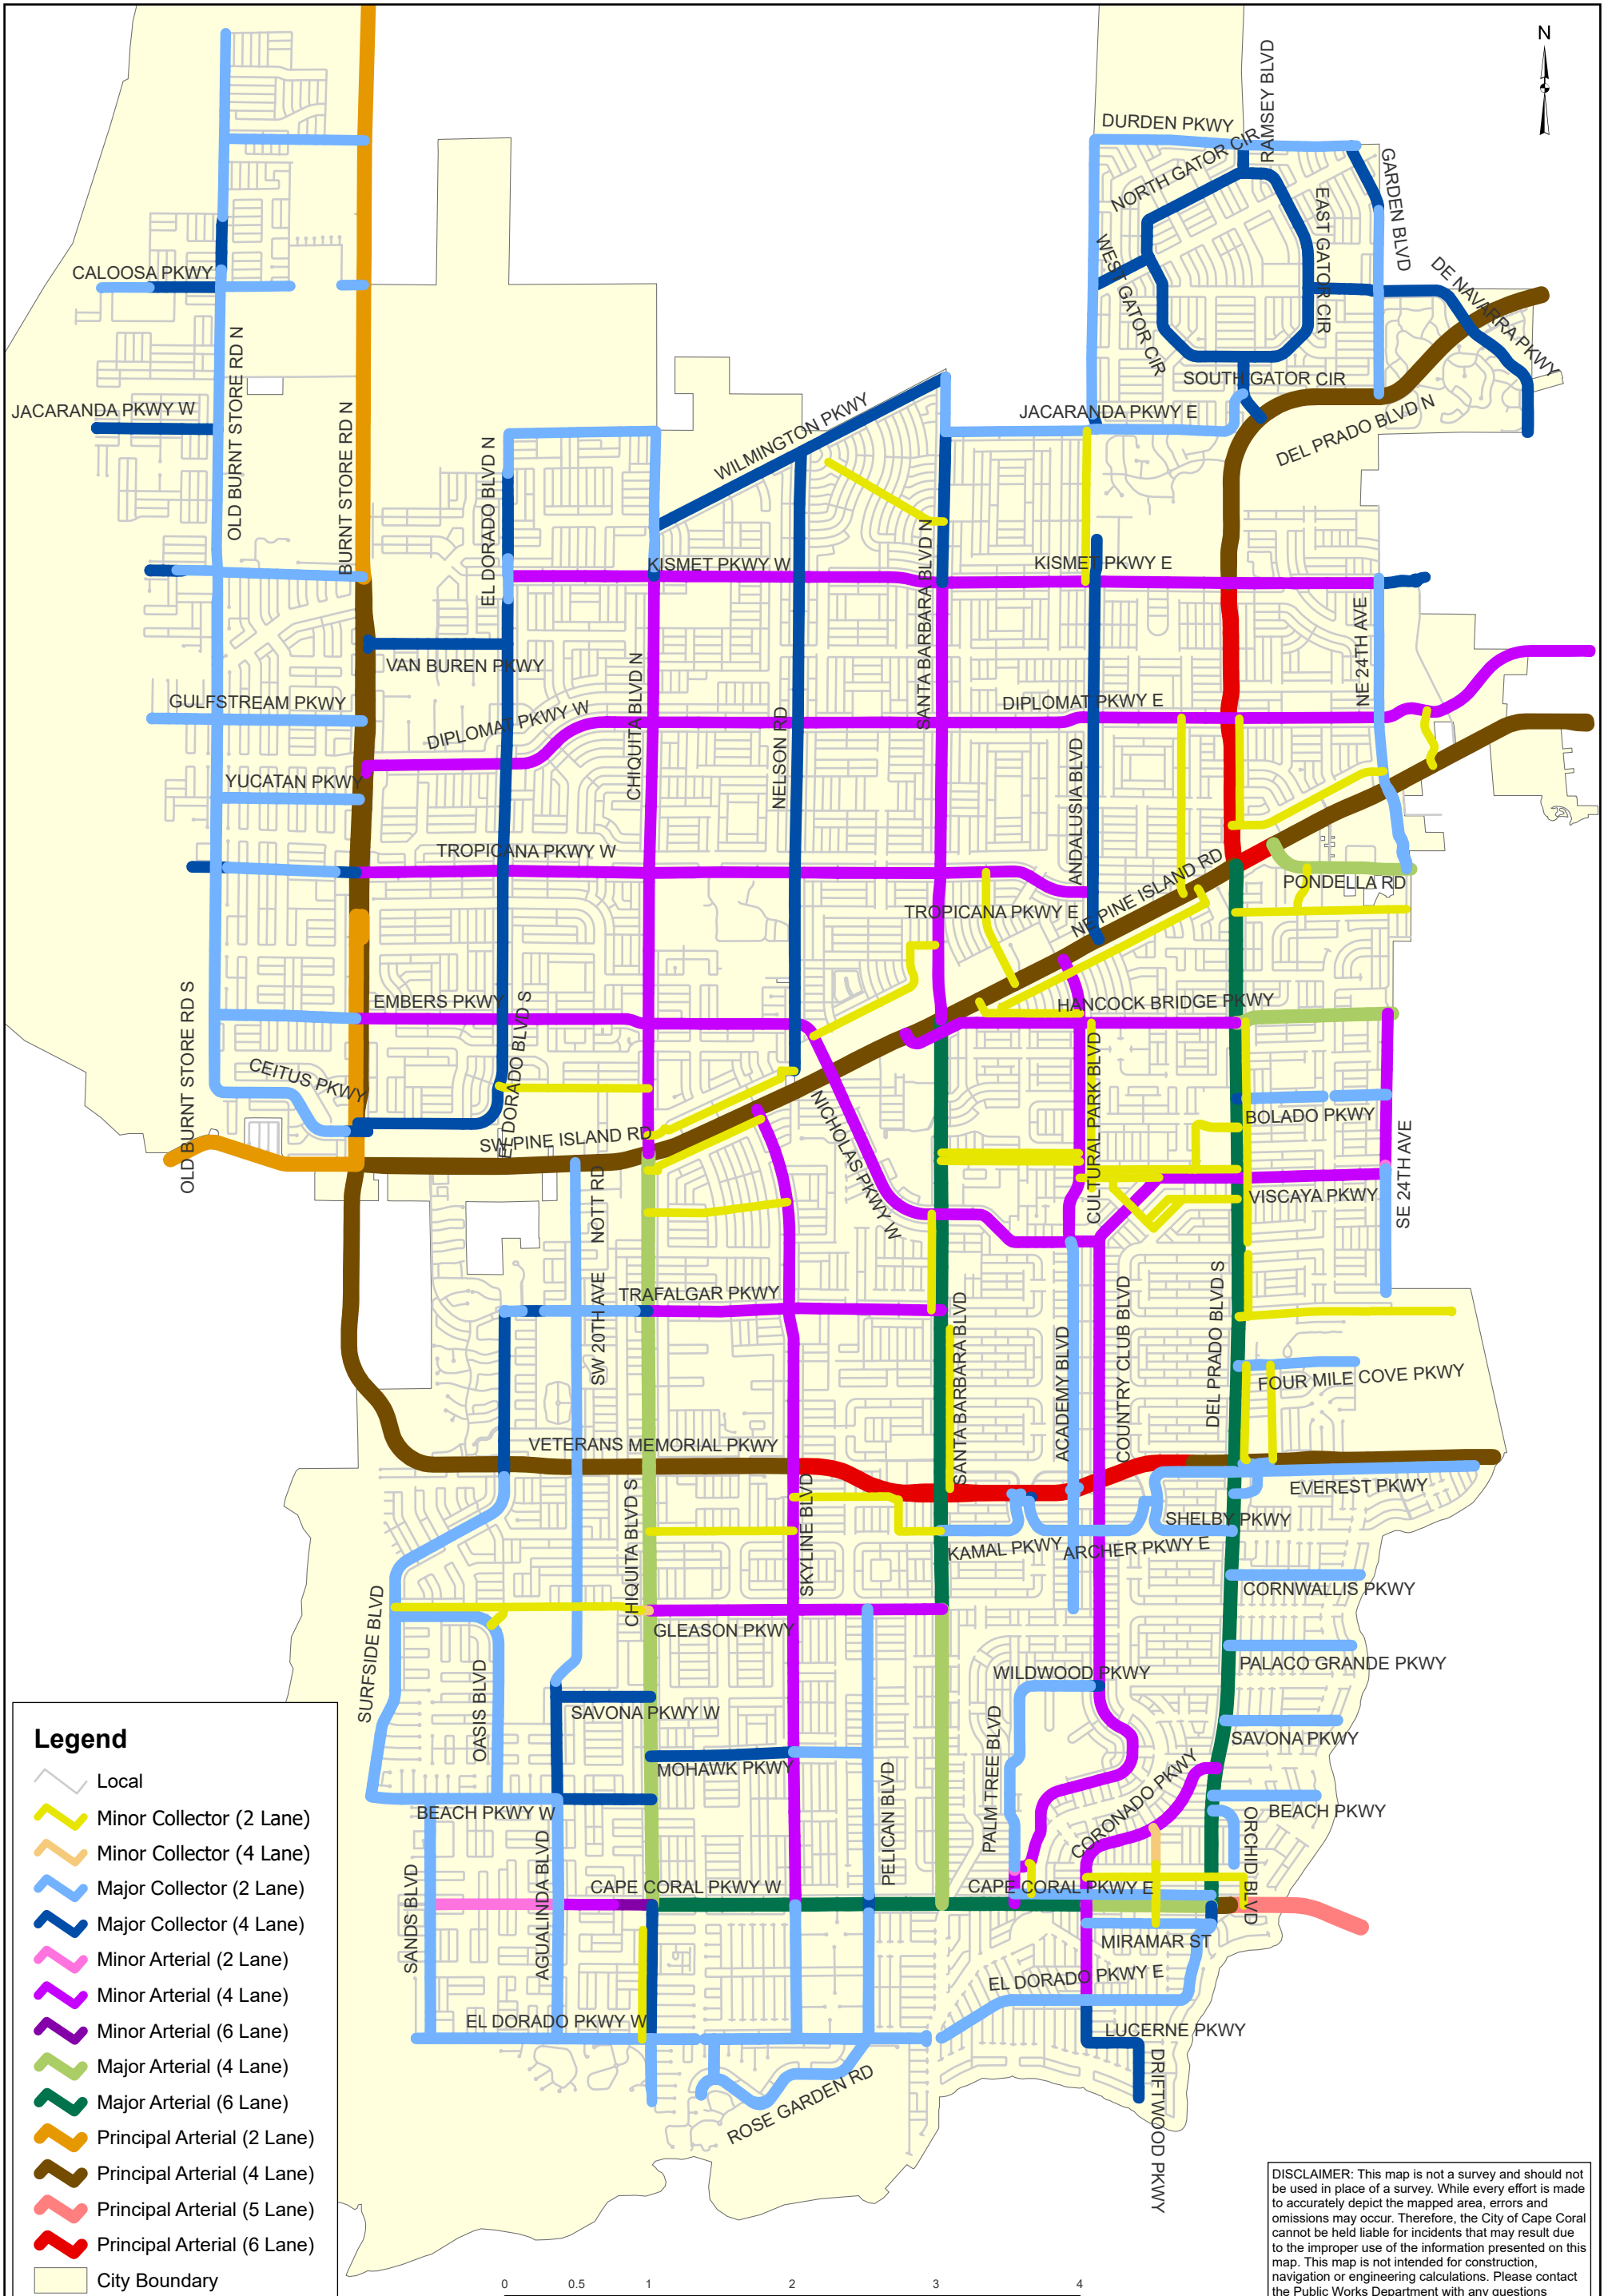 N
DURDEN PKWY
RAMSEY BLVD
NORTH GATOR CIR
GARDEN BLVD
EAST GATOR CIR
WEST GATOR CIR
DE NAVARRA PKWY
CALOOSA PKWY
OLD BURNT STORE RD N
SOUTH GATOR CIR
JACARANDA PKWY W
BURNT STORE RD N
WILMINGTON PKWY
JACARANDA PKWY E
DEL PRADO BLVD N
EL DORADO BLVD N
KISMET PKWY W
SANTA BARBARA BLVD N
KISMET PKWY E
NE 24TH AVE
VAN BUREN PKWY
CHIQUITA BLVD N
GULFSTREAM PKWY
DIPLOMAT PKWY W
NELSON RD
DIPLOMAT PKWY E
YUCATAN PKWY
ANDALUSIA BLVD
TROPICANA PKWY W
NE PINE ISLAND RD
PONDELLA RD
TROPICANA PKWY E
OLD BURNT STORE RD S
EMBERS PKWY
EL DORADO BLVD S
HANCOCK BRIDGE PKWY
CEITUS PKWY
NICHOLAS PKWY W
CULTURAL PARK BLVD
BOLADO PKWY
SW PINE ISLAND RD
SE 24TH AVE
NOTT RD
VISCAYA PKWY
SW 20TH AVE
TRAFALGAR PKWY
SANTA BARBARA BLVD
ACADEMY BLVD
COUNTRY CLUB BLVD
DEL PRADO BLVD S
FOUR MILE COVE PKWY
VETERANS MEMORIAL PKWY
CHIQUITA BLVD S
SKYLINE BLVD
EVEREST PKWY
SHELBY PKWY
KAMAL PKWY
ARCHER PKWY E
CORNWALLIS PKWY
SURFSIDE BLVD
GLEASON PKWY
OASIS BLVD
WILDWOOD PKWY
PALACO GRANDE PKWY
SAVONA PKWY W
PALM TREE BLVD
SAVONA PKWY
MOHAWK PKWY
PELICAN BLVD
CORONADO PKWY
BEACH PKWY W
BEACH PKWY
ORCHID BLVD
SANDS BLVD
AGUALINDA BLVD
CAPE CORAL PKWY W
CAPE CORAL PKWY E
MIRAMAR ST
EL DORADO PKWY E
EL DORADO PKWY W
LUCERNE PKWY
ROSE GARDEN RD
DRIFTWOOD PKWY
Legend
Local
Minor Collector (2 Lane)
Minor Collector (4 Lane)
Major Collector (2 Lane)
Major Collector (4 Lane)
Minor Arterial (2 Lane)
Minor Arterial (4 Lane)
Minor Arterial (6 Lane)
Major Arterial (4 Lane)
Major Arterial (6 Lane)
Principal Arterial (2 Lane)
Principal Arterial (4 Lane)
Principal Arterial (5 Lane)
Principal Arterial (6 Lane)
City Boundary
0 0.5 1 2 3 4
DISCLAIMER: This map is not a survey and should not
be used in place of a survey. While every effort is made
to accurately depict the mapped area, errors and
omissions may occur. Therefore, the City of Cape Coral
cannot be held liable for incidents that may result due
to the improper use of the information presented on this
map. This map is not intended for construction,
navigation or engineering calculations. Please contact
the Public Works Department with any questions